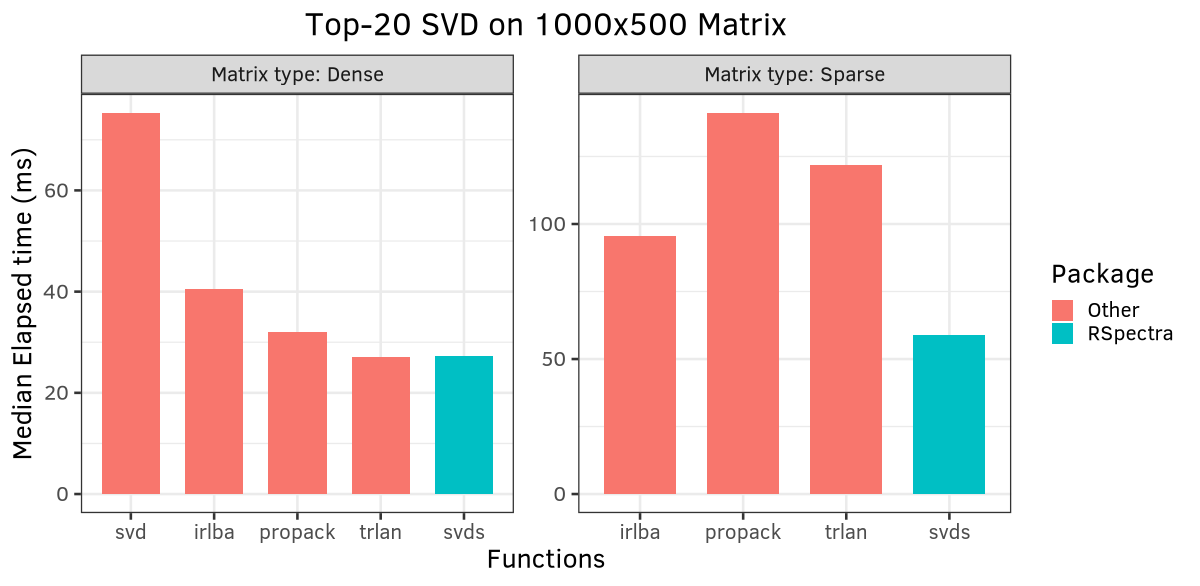 Top-20 SVD on 1000x500 Matrix
Matrix type: Dense
Matrix type: Sparse
Median Elapsed time (ms)
60
40
20
0
100
50
0
svd irlba propack trlan svds
irlba propack trlan svds
Functions
Package
Other
RSpectra